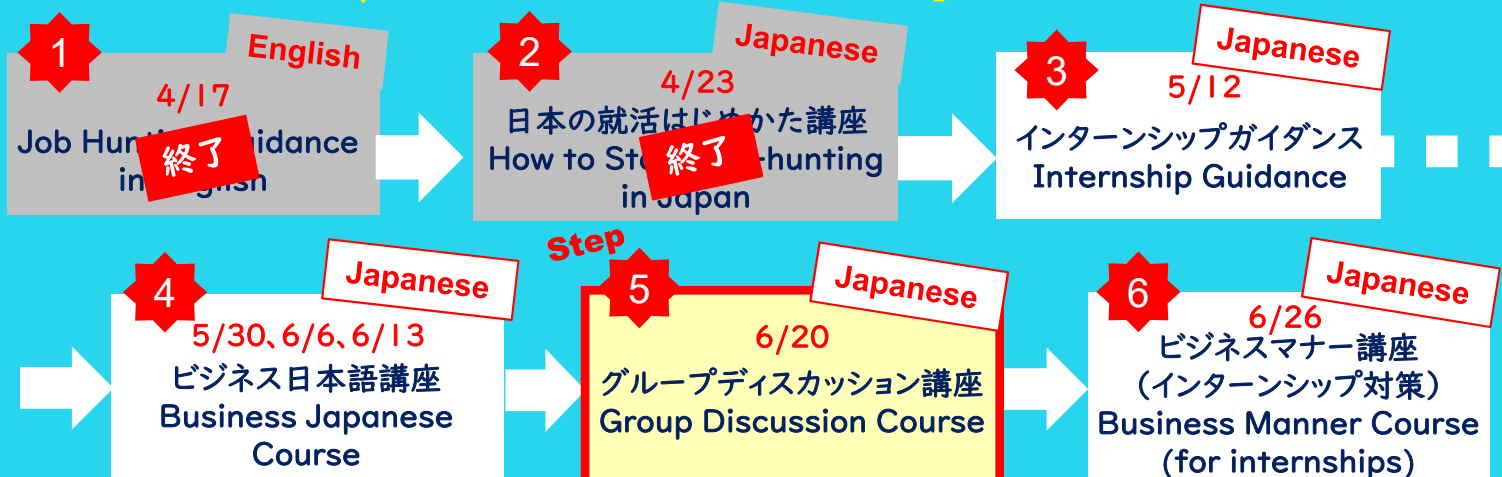 1
English
4/17
Job Hun
idance
in
glish
終了
2
Japanese
4/23
日本の就活はじめかた講座
How to St
-hunting
in Japan
終了
3
Japanese
5/12
インターンシップガイダンス
Internship Guidance
4
Japanese
5/30、6/6、6/13
ビジネス日本語講座
Business Japanese
Course
Step
5
Japanese
6/20
グループディスカッション講座
Group Discussion Course
6
Japanese
6/26
ビジネスマナー講座
(インターンシップ対策)
Business Manner Course
(for internships)